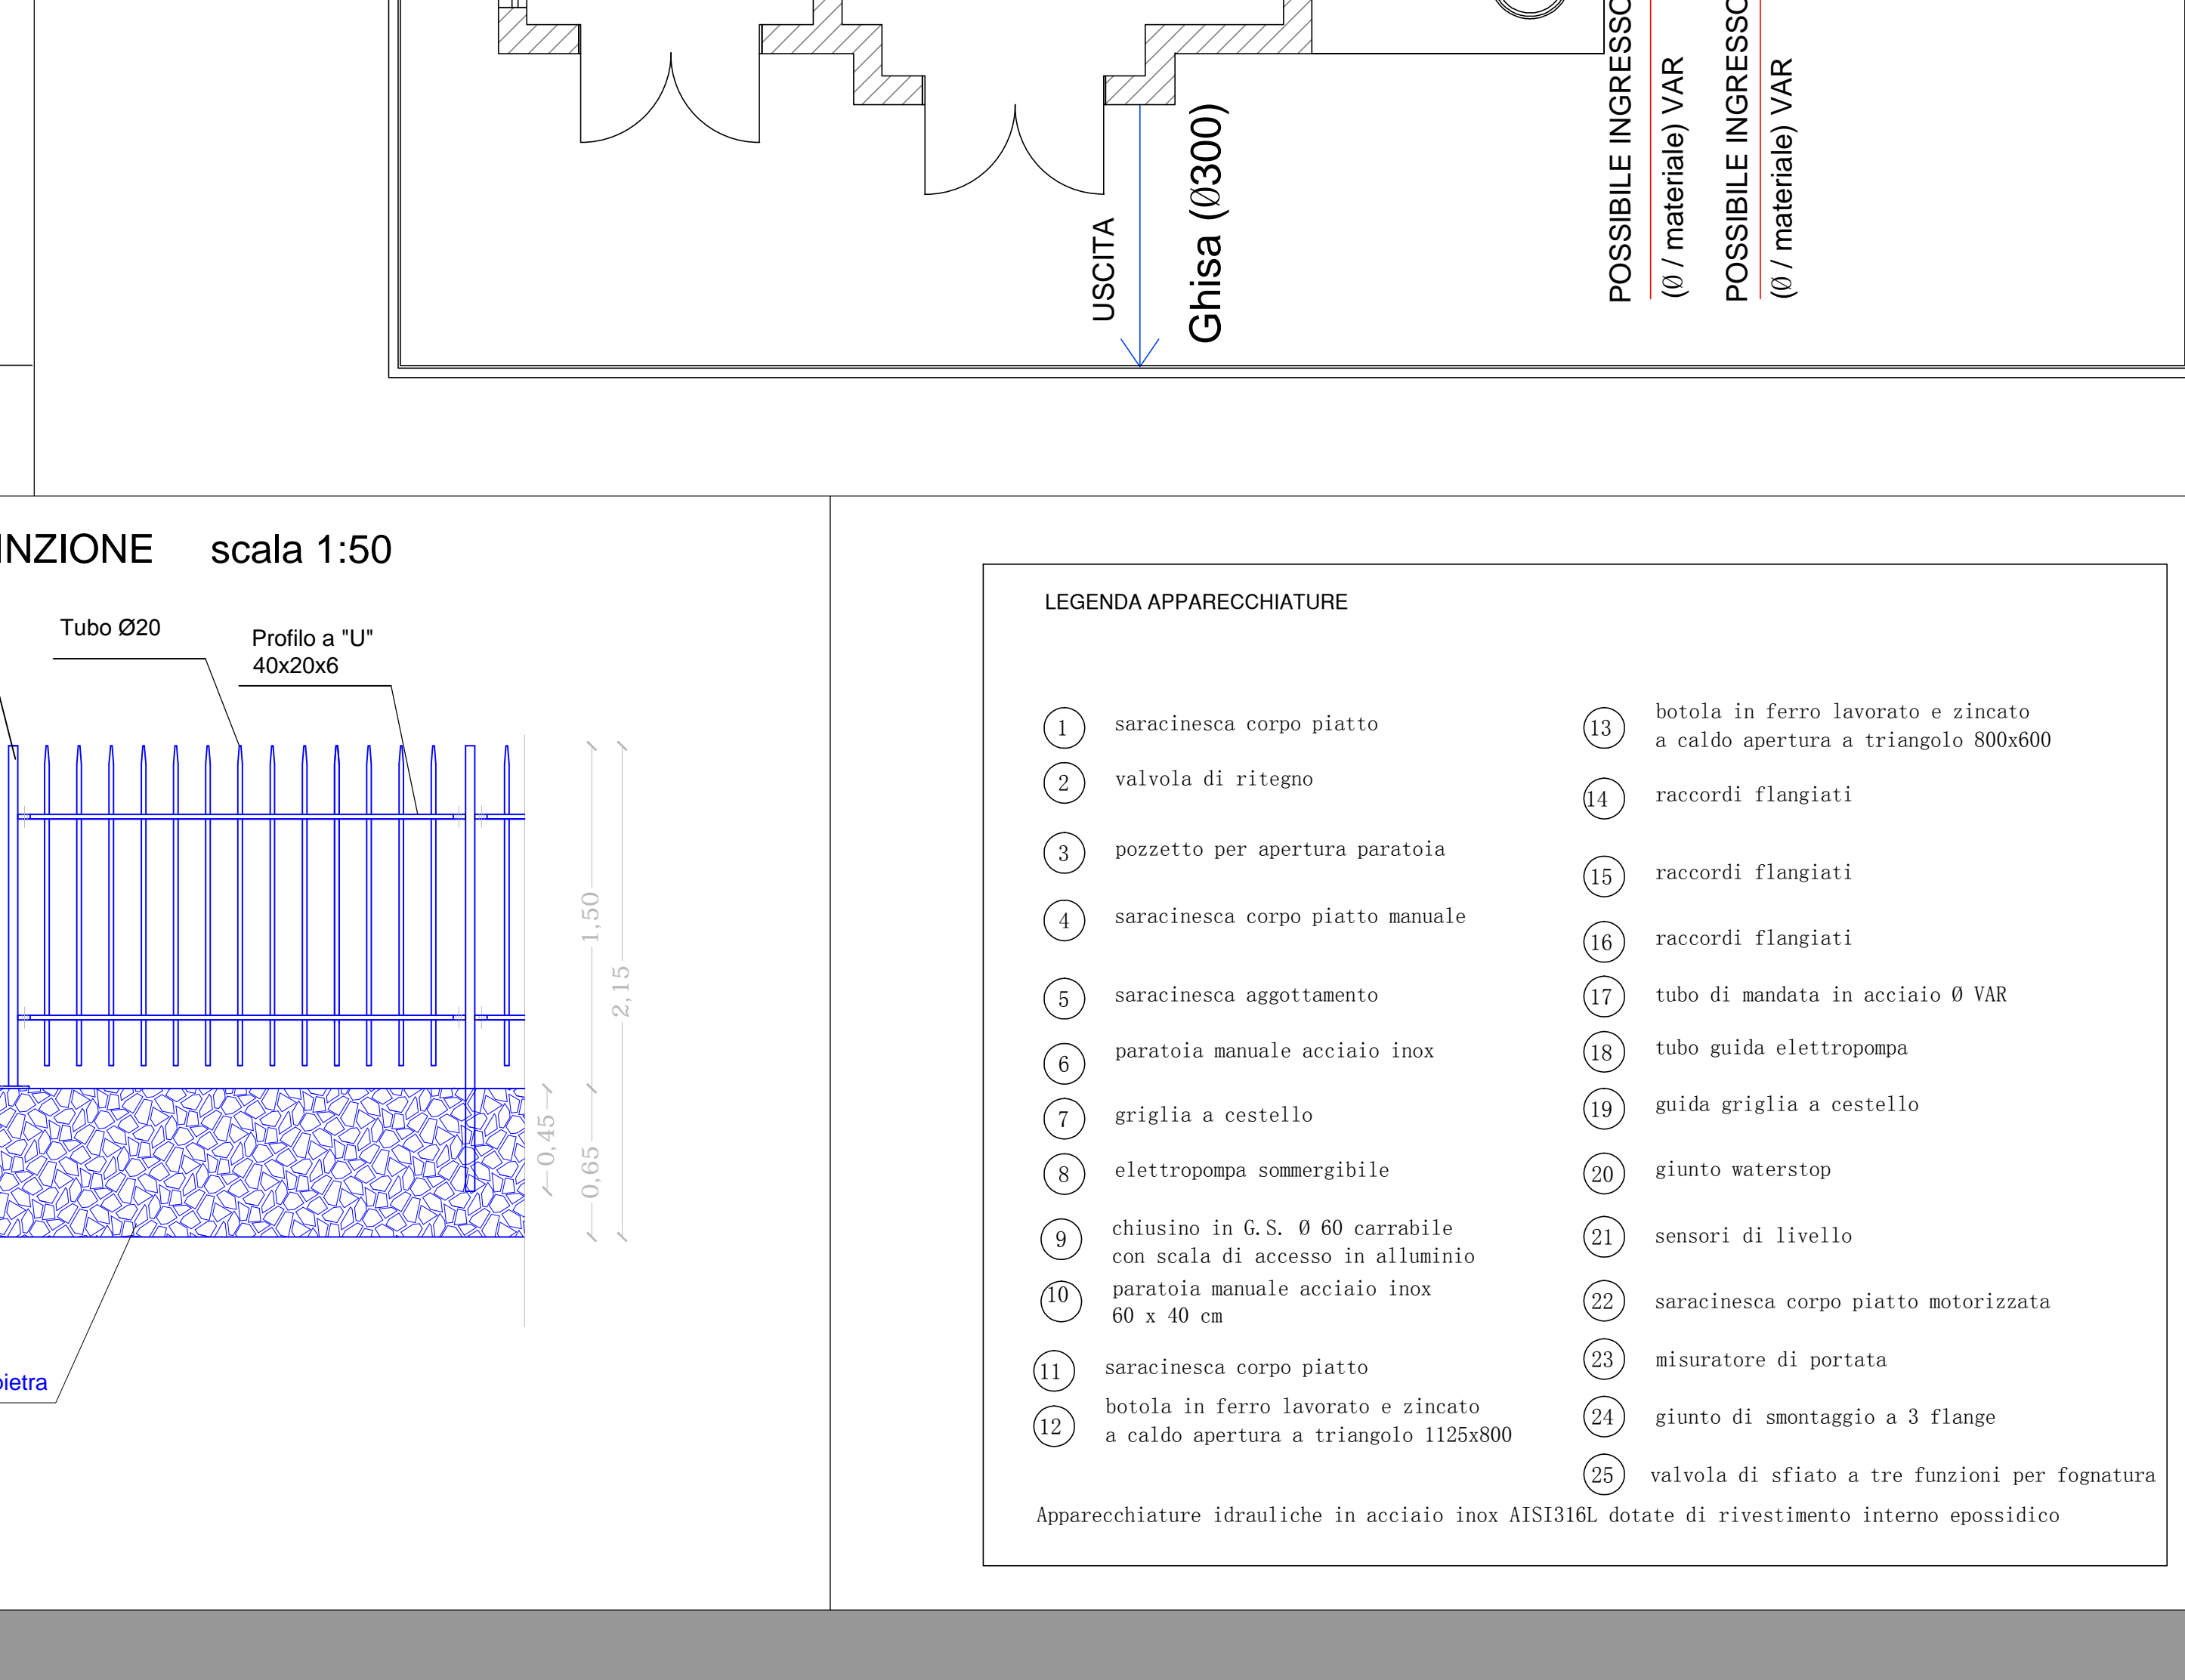 USCITA
Ghisa (Ø300)
POSSIBILE INGRESSO
(Ø / materiale) VAR
POSSIBILE INGRESSO
(Ø / materiale) VAR
scala 1:50
Tubo Ø20
Profilo a "U"
40x20x6
1,50
2,15
0,45
0,65
LEGENDA APPARECCHIATURE
1 saracinesca corpo piatto
2 valvola di ritegno
3 pozzetto per apertura paratoia
4 saracinesca corpo piatto manuale
5 saracinesca aggottamento
6 paratoia manuale acciaio inox
7 griglia a cestello
8 elettropompa sommergibile
9 chiusino in G.S. Ø 60 carrabile
con scala di accesso in alluminio
10 paratoia manuale acciaio inox
60 x 40 cm
11 saracinesca corpo piatto
12 botola in ferro lavorato e zincato
a caldo apertura a triangolo 1125x800
13 botola in ferro lavorato e zincato
a caldo apertura a triangolo 800x600
14 raccordi flangiati
15 raccordi flangiati
16 raccordi flangiati
17 tubo di mandata in acciaio Ø VAR
18 tubo guida elettropompa
19 guida griglia a cestello
20 giunto waterstop
21 sensori di livello
22 saracinesca corpo piatto motorizzata
23 misuratore di portata
24 giunto di smontaggio a 3 flange
25 valvola di sfiato a tre funzioni per fognatura
Apparecchiature idrauliche in acciaio inox AISI316L dotate di rivestimento interno epossidico